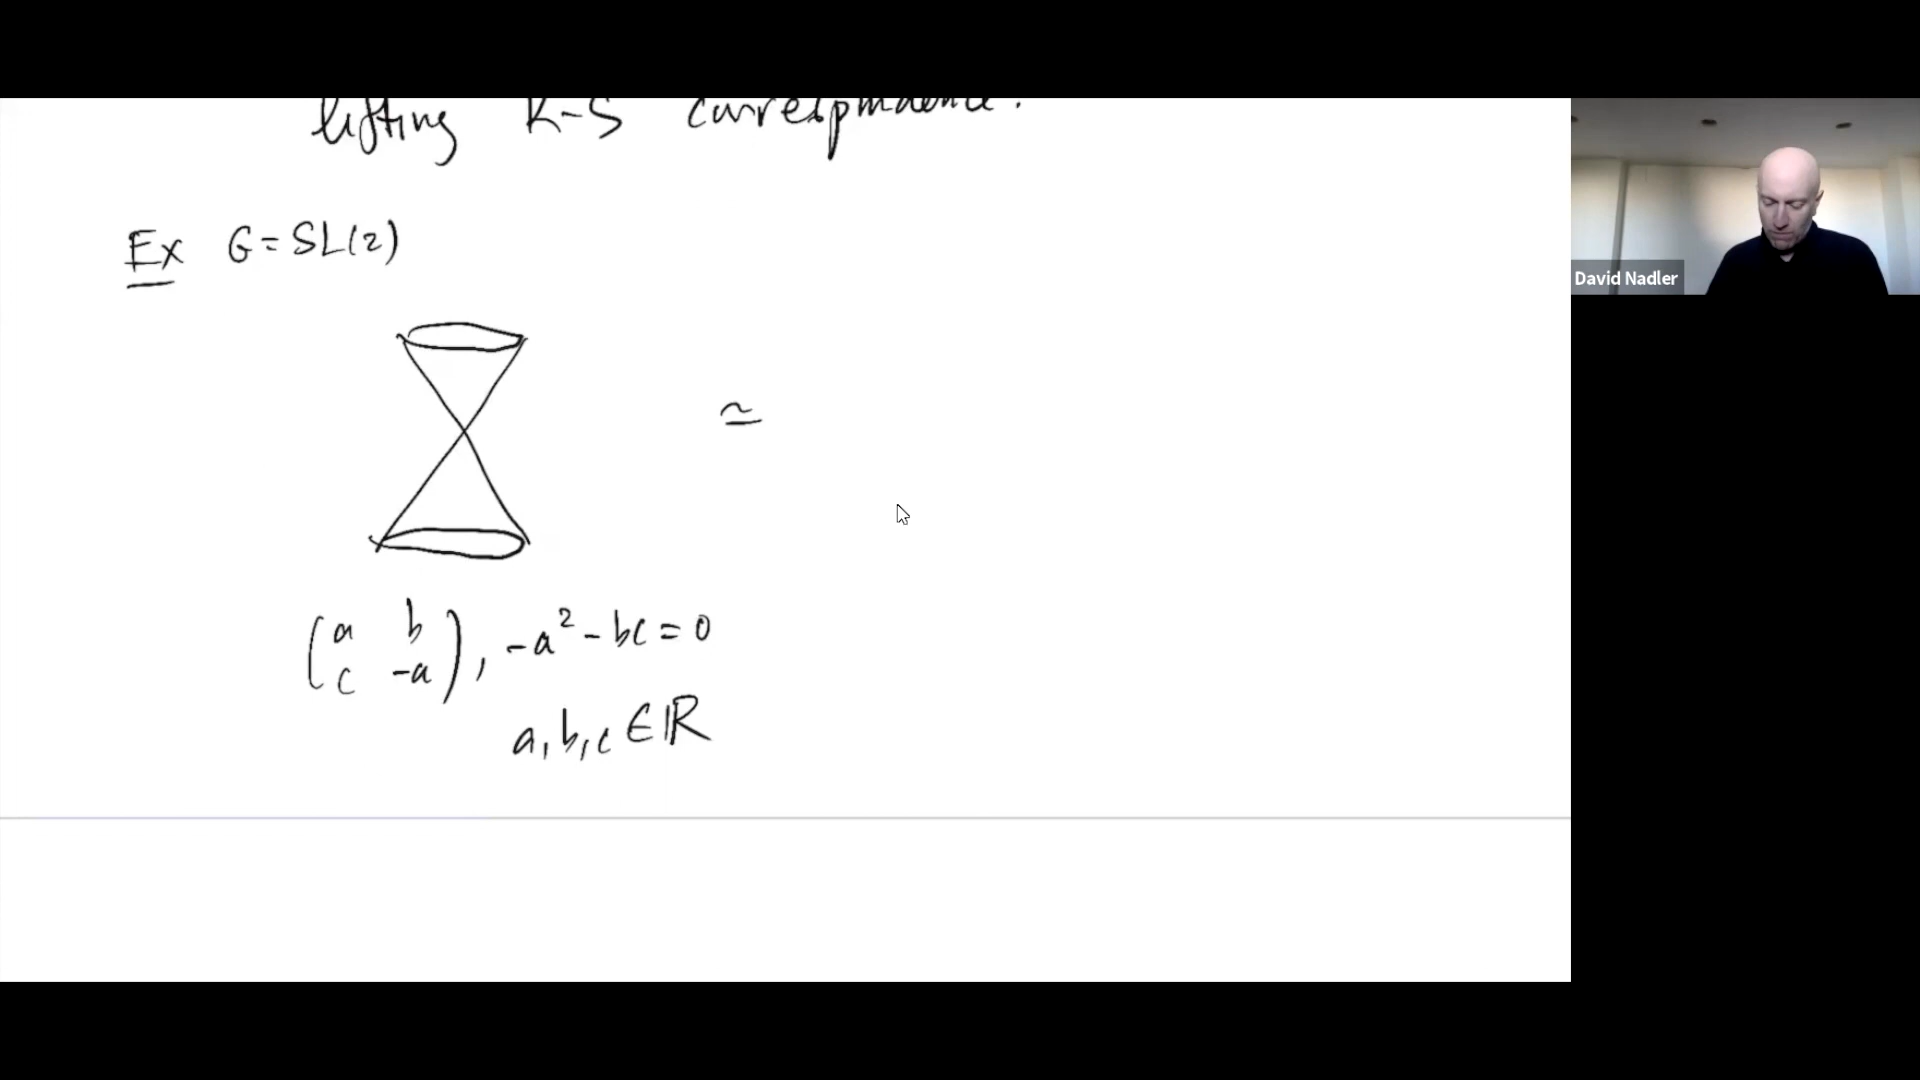 lifting K-S correspondence.
Ex G = SL(2)
≃
( a b
c -a ), -a² - bc = 0
a, b, c ∈ ℝ
David Nadler